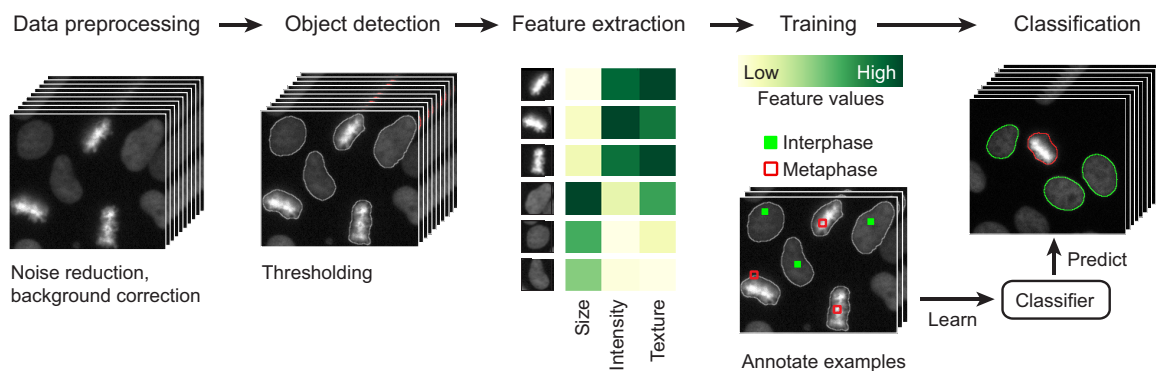 Data preprocessing
Object detection
Feature extraction
Training
Classification
Noise reduction,
background correction
Thresholding
Size
Intensity
Texture
Low
High
Feature values
Interphase
Metaphase
Annotate examples
Learn
Classifier
Predict